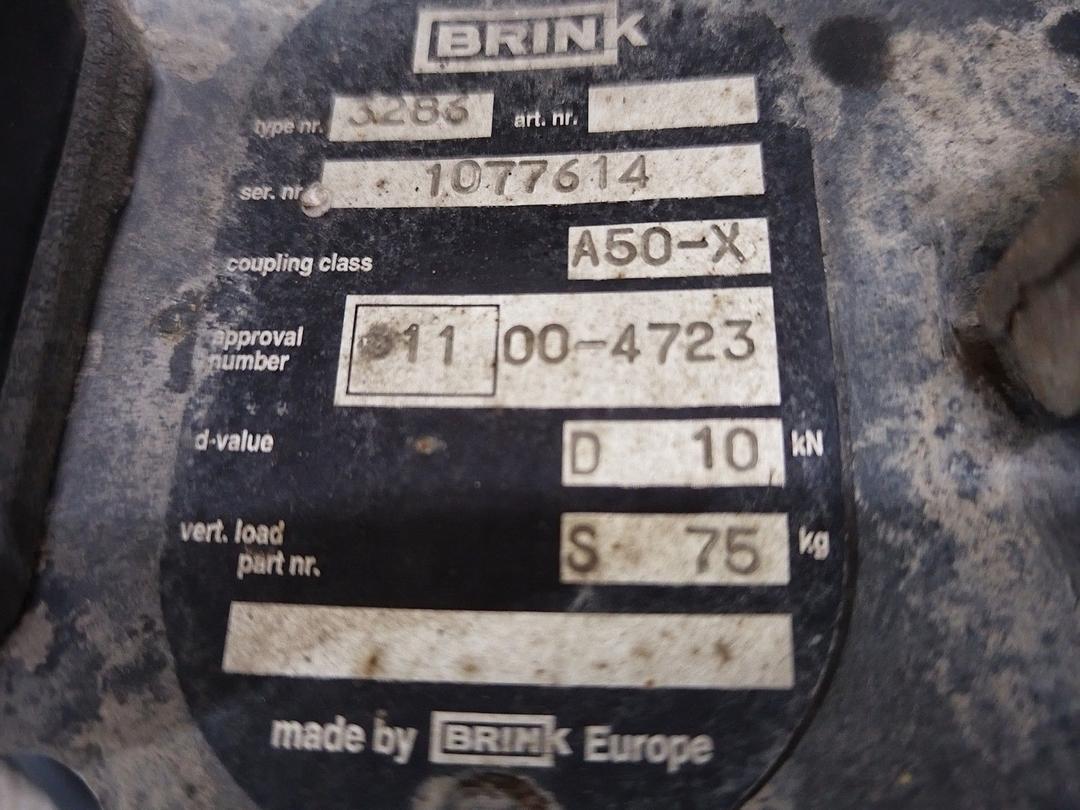 BRINK
type nr. 3286 art. nr.
ser. nr. 1077614
coupling class A50-X
approval number e11 00-4723
d-value D 10 kN
vert. load S 75 kg
part nr.
made by BRINK Europe